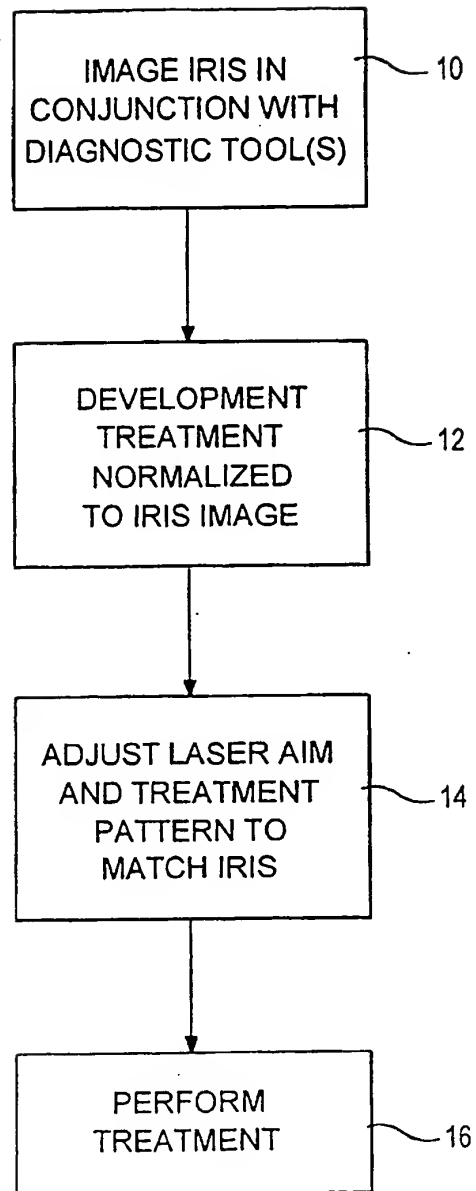 IMAGE IRIS IN
CONJUNCTION WITH
DIAGNOSTIC TOOL(S)
10
DEVELOPMENT
TREATMENT
NORMALIZED
TO IRIS IMAGE
12
ADJUST LASER AIM
AND TREATMENT
PATTERN TO
MATCH IRIS
14
PERFORM
TREATMENT
16